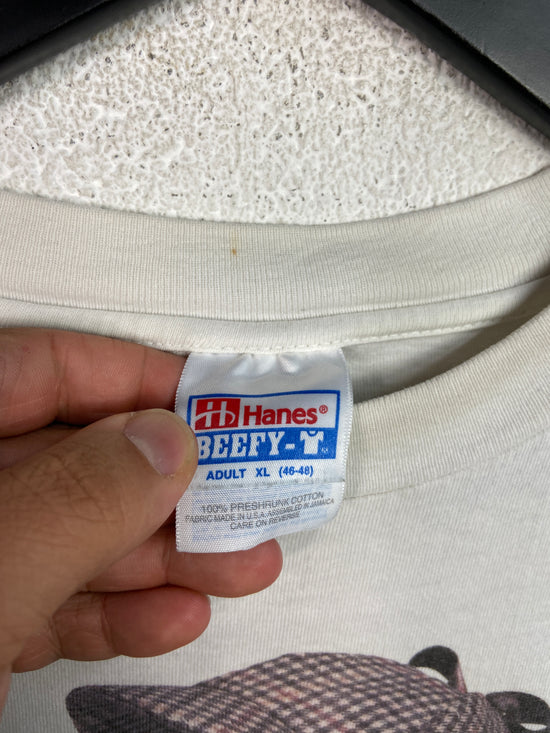 Hanes®
BEEFY-T®
ADULT XL (46-48)
100% PRESHRUNK COTTON
FABRIC MADE IN U.S.A. ASSEMBLED IN JAMAICA
CARE ON REVERSE